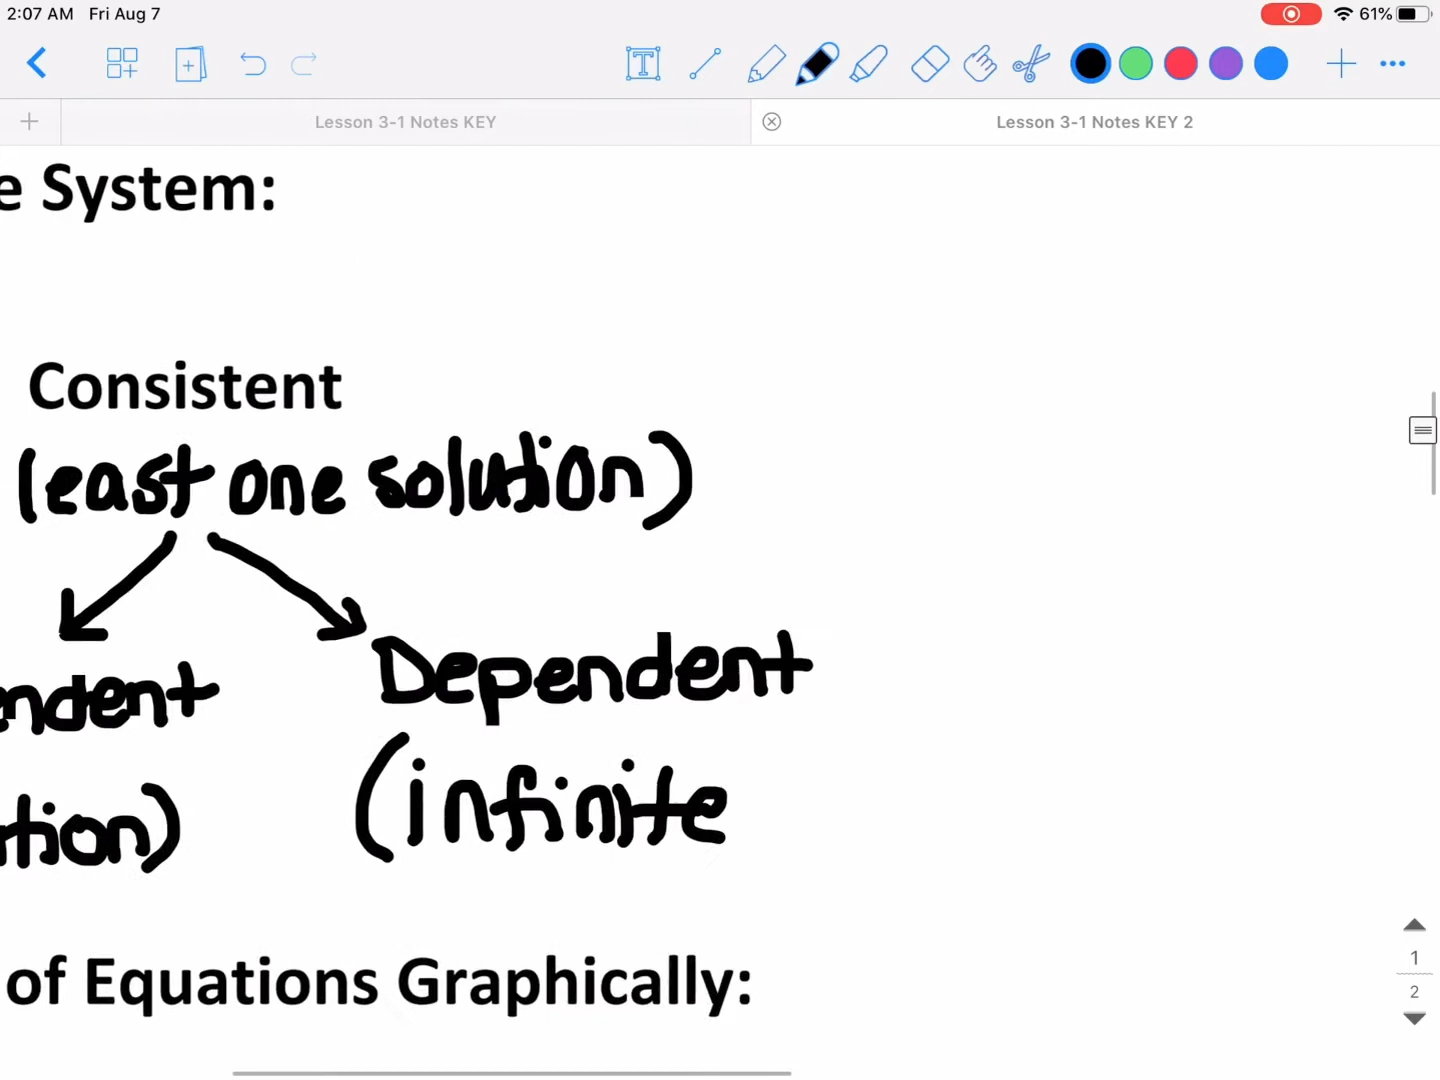 2:07 AM Fri Aug 7 61%
Lesson 3-1 Notes KEY Lesson 3-1 Notes KEY 2
e System:
Consistent
(least one solution)
ndent Dependent
tion) (infinite
of Equations Graphically:
1
2